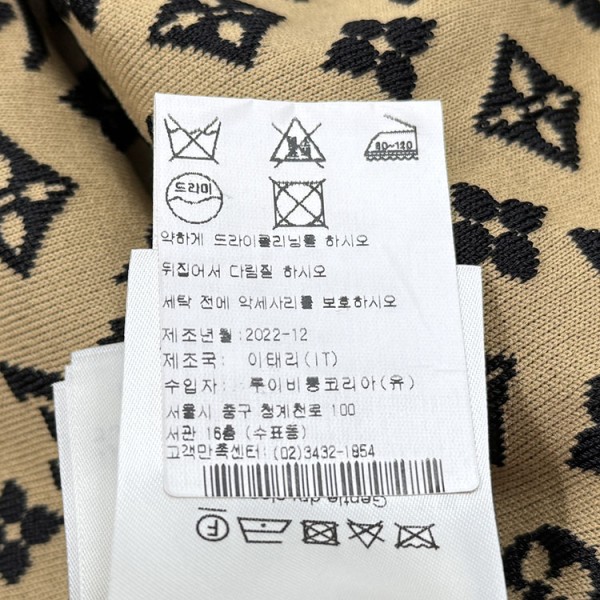 80~120
드라이
약하게 드라이클리닝를 하시오
뒤집어서 다림질 하시오
세탁 전에 악세사리를 보호하시오
제조년월:2022-12
제조국: 이태리(IT)
수입자: 루이비통코리아(유)
서울시 중구 청계천로 100
서관 16층 (수표동)
고객만족센터: (02)3432-1854
Gentle dry
F